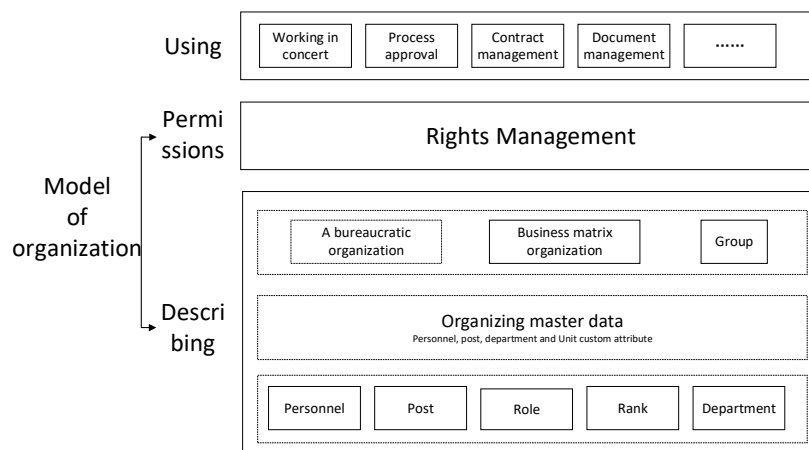 Using
Working in
concert
Process
approval
Contract
management
Document
management
......
Permi
ssions
Rights Management
Model
of
organization
A bureaucratic
organization
Business matrix
organization
Group
Descri
bing
Organizing master data
Personnel, post, department and Unit custom attribute
Personnel
Post
Role
Rank
Department